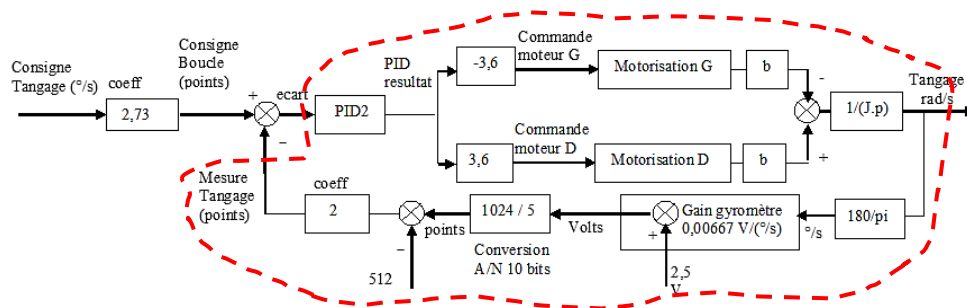 Consigne
Tangage (°/s)
coeff
2,73
Consigne
Boucle
(points)
+
ecart
−
PID2
PID
resultat
-3,6
Commande
moteur G
Motorisation G
b
-
3,6
Commande
moteur D
Motorisation D
b
+
1/(J.p)
Tangage
rad/s
Mesure
Tangage
(points)
coeff
2
−
512
points
1024 / 5
Conversion
A/N 10 bits
Volts
+
2,5
V
Gain gyromètre
0,00667 V/(°/s)
°/s
180/pi